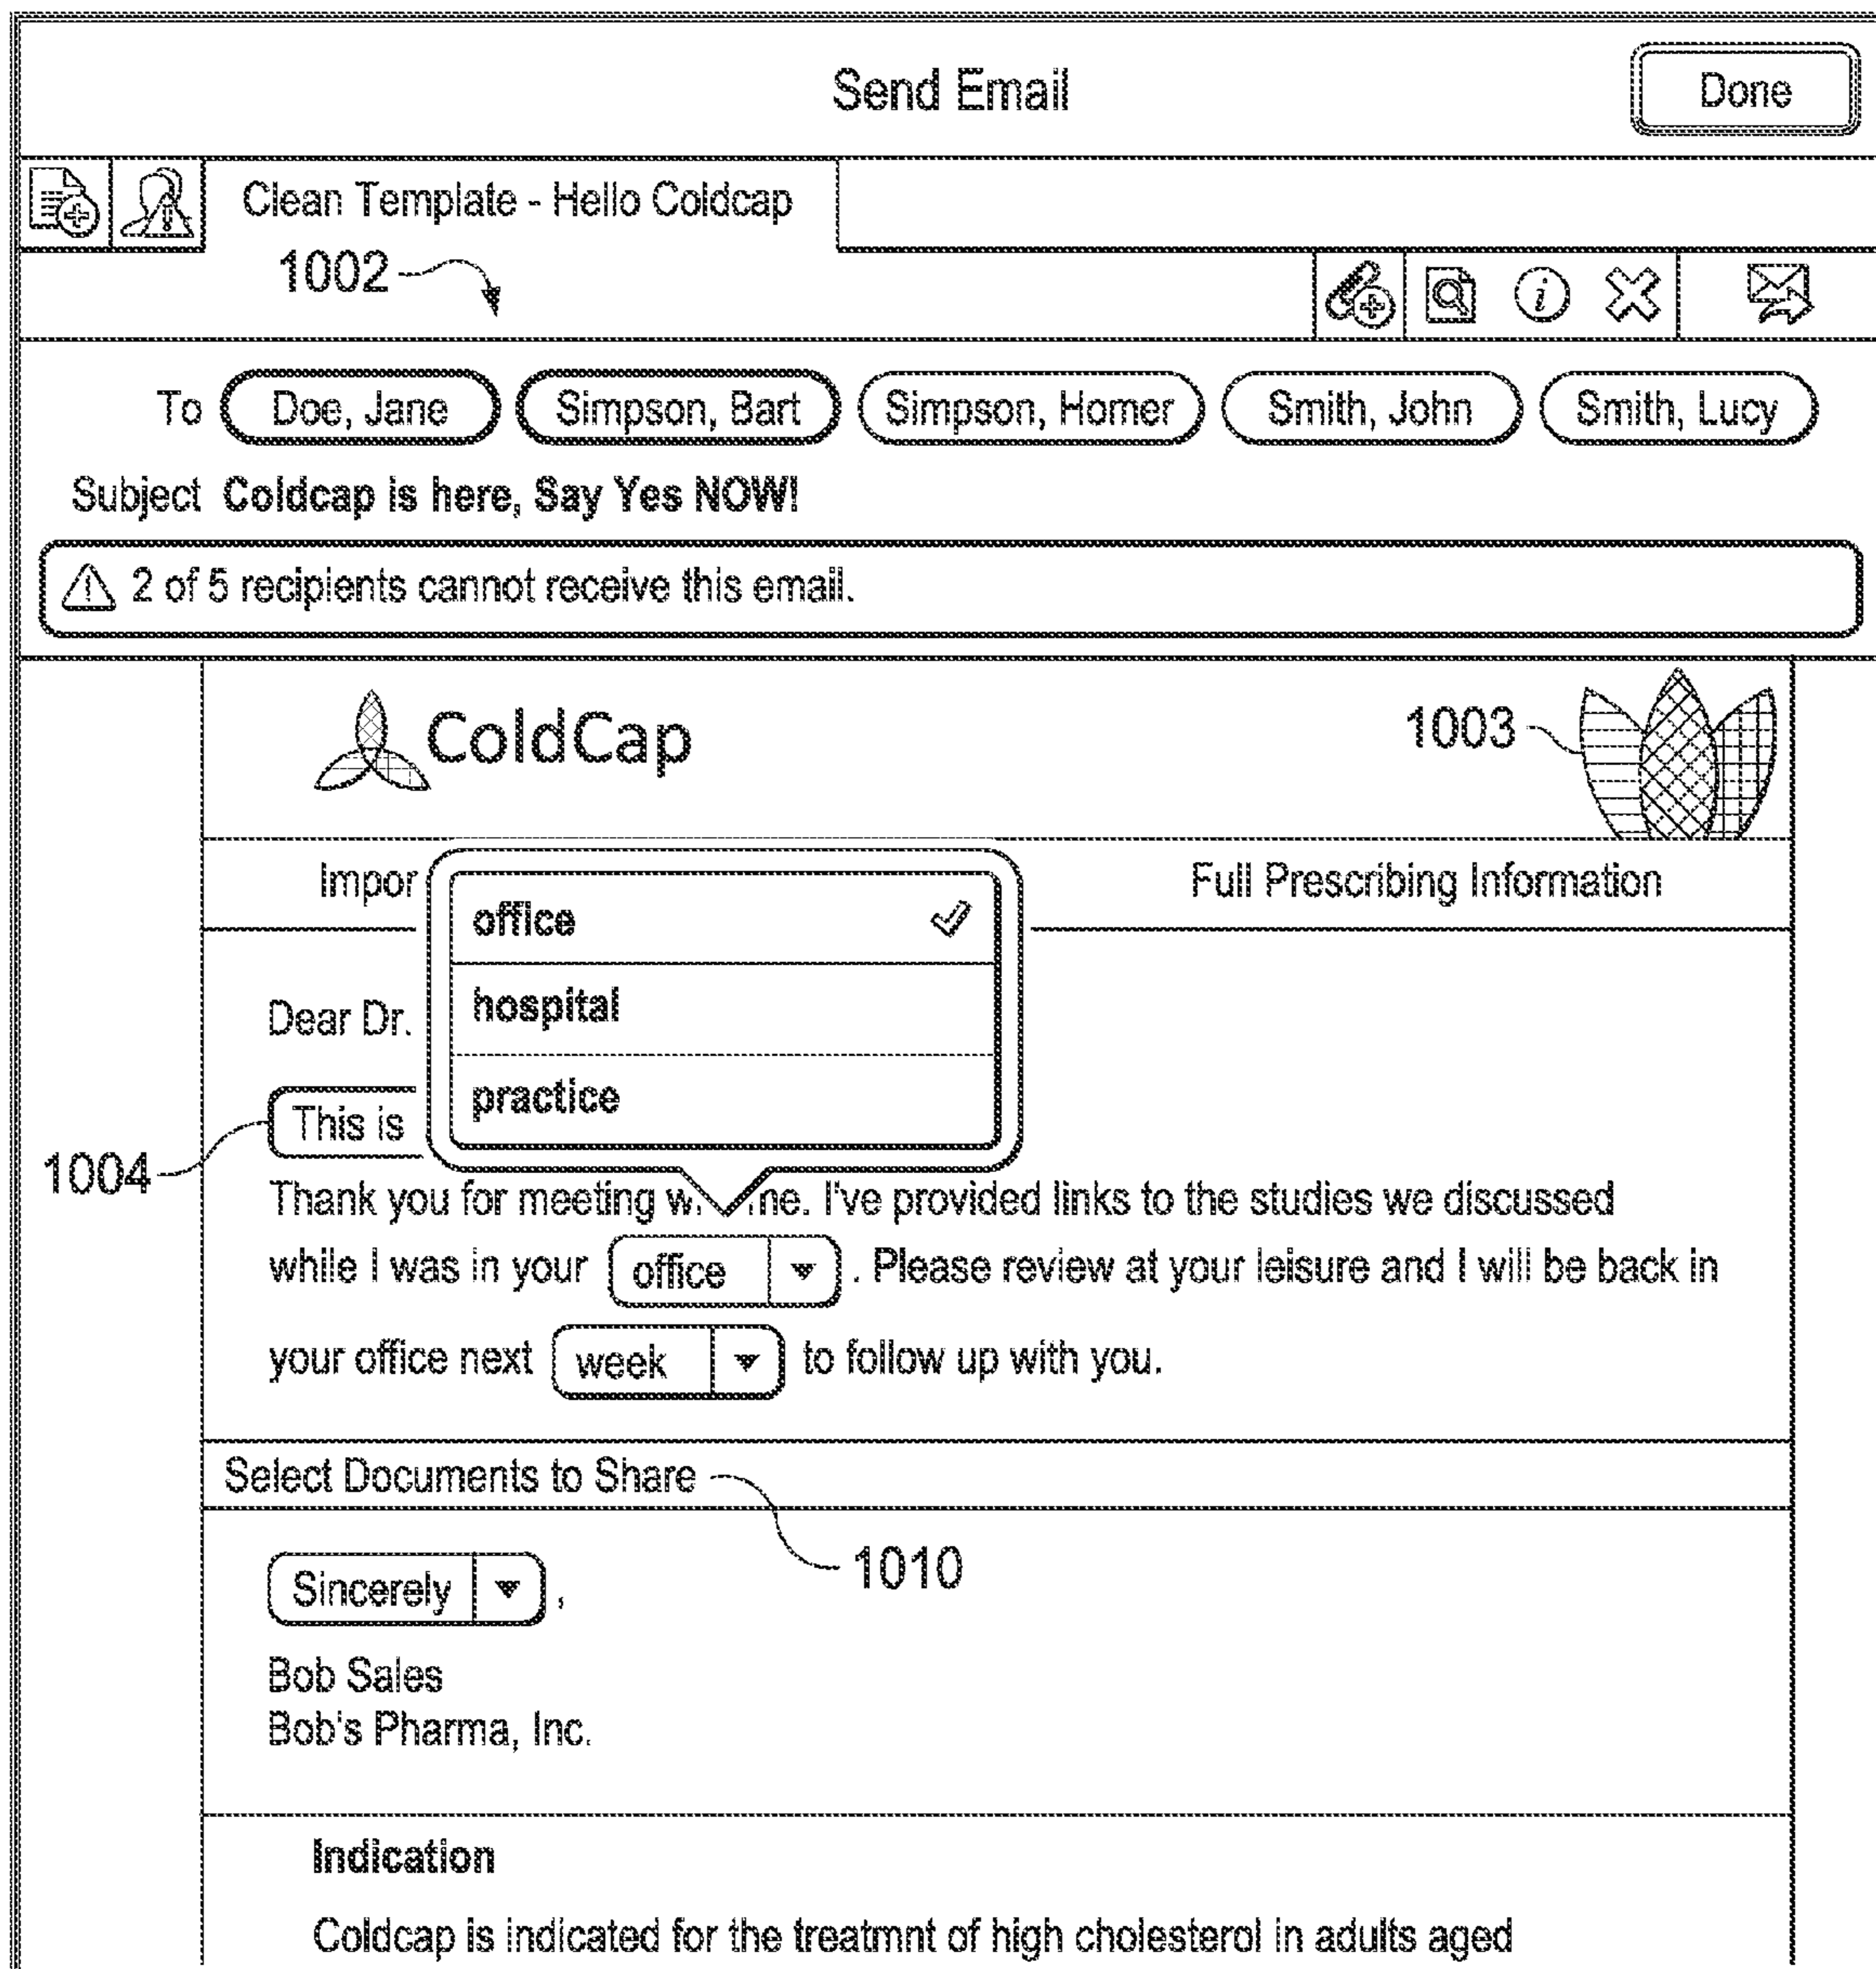 Send Email
Done
Clean Template - Hello Coldcap
1002
To Doe, Jane Simpson, Bart Simpson, Homer Smith, John Smith, Lucy
Subject Coldcap is here, Say Yes NOW!
2 of 5 recipients cannot receive this email.
ColdCap
1003
Impor
Full Prescribing Information
office
hospital
practice
Dear Dr.
This is
1004
Thank you for meeting w. me. I've provided links to the studies we discussed
while I was in your office . Please review at your leisure and I will be back in
your office next week to follow up with you.
Select Documents to Share
1010
Sincerely ,
Bob Sales
Bob's Pharma, Inc.
Indication
Coldcap is indicated for the treatmnt of high cholesterol in adults aged